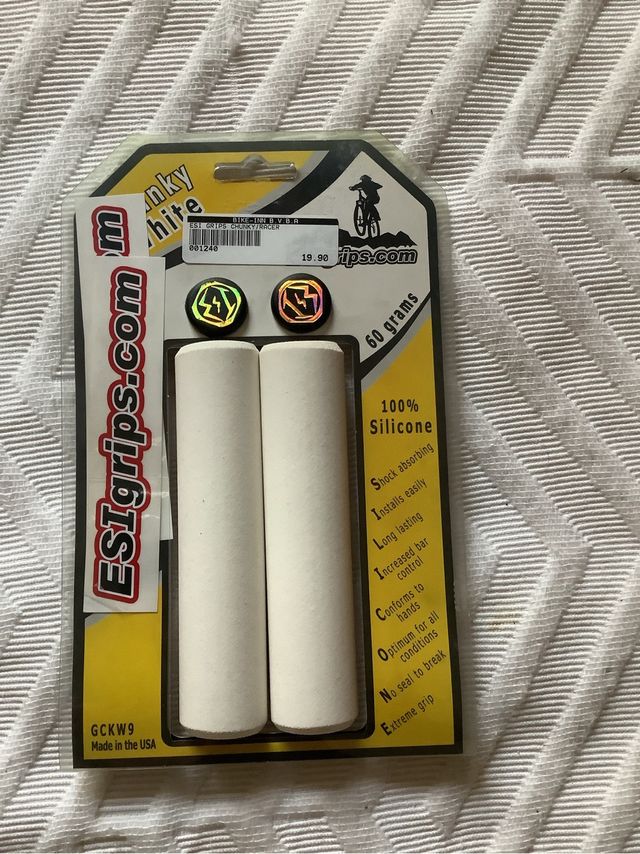 hite
BIKE-INN B.V.B.A
ESI GRIPS CHUNKY/RACER
001240
19.90
rips.com
60 grams
m
ESIgrips.com
100%
Silicone
Shock absorbing
Installs easily
Long lasting
Increased bar
control
Conforms to
hands
Optimum for all
conditions
No seal to break
Extreme grip
GCKW9
Made in the USA